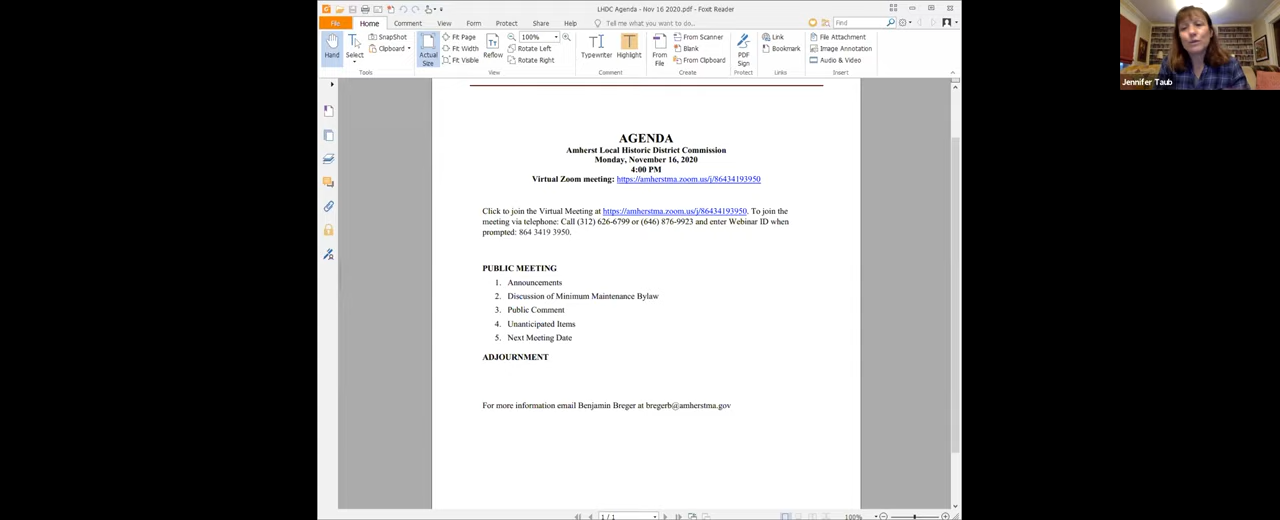 LHDC Agenda - Nov 16 2020.pdf - Foxit Reader
File Home Comment View Form Protect Share Help Tell me what you want to do... Find
Hand
Select
SnapShot
Clipboard
Tools
Actual Size
Fit Page
Fit Width
Fit Visible
Reflow
100%
Rotate Left
Rotate Right
View
Typewriter
Highlight
Comment
From File
From Scanner
Blank
From Clipboard
Create
PDF Sign
Protect
Link
Bookmark
Links
File Attachment
Image Annotation
Audio & Video
Insert
Jennifer Taub
AGENDA
Amherst Local Historic District Commission
Monday, November 16, 2020
4:00 PM
Virtual Zoom meeting: https://amherstma.zoom.us/j/86434193950
Click to join the Virtual Meeting at https://amherstma.zoom.us/j/86434193950. To join the
meeting via telephone: Call (312) 626-6799 or (646) 876-9923 and enter Webinar ID when
prompted: 864 3419 3950.
PUBLIC MEETING
1. Announcements
2. Discussion of Minimum Maintenance Bylaw
3. Public Comment
4. Unanticipated Items
5. Next Meeting Date
ADJOURNMENT
For more information email Benjamin Breger at bregerb@amherstma.gov
1 / 1
100%